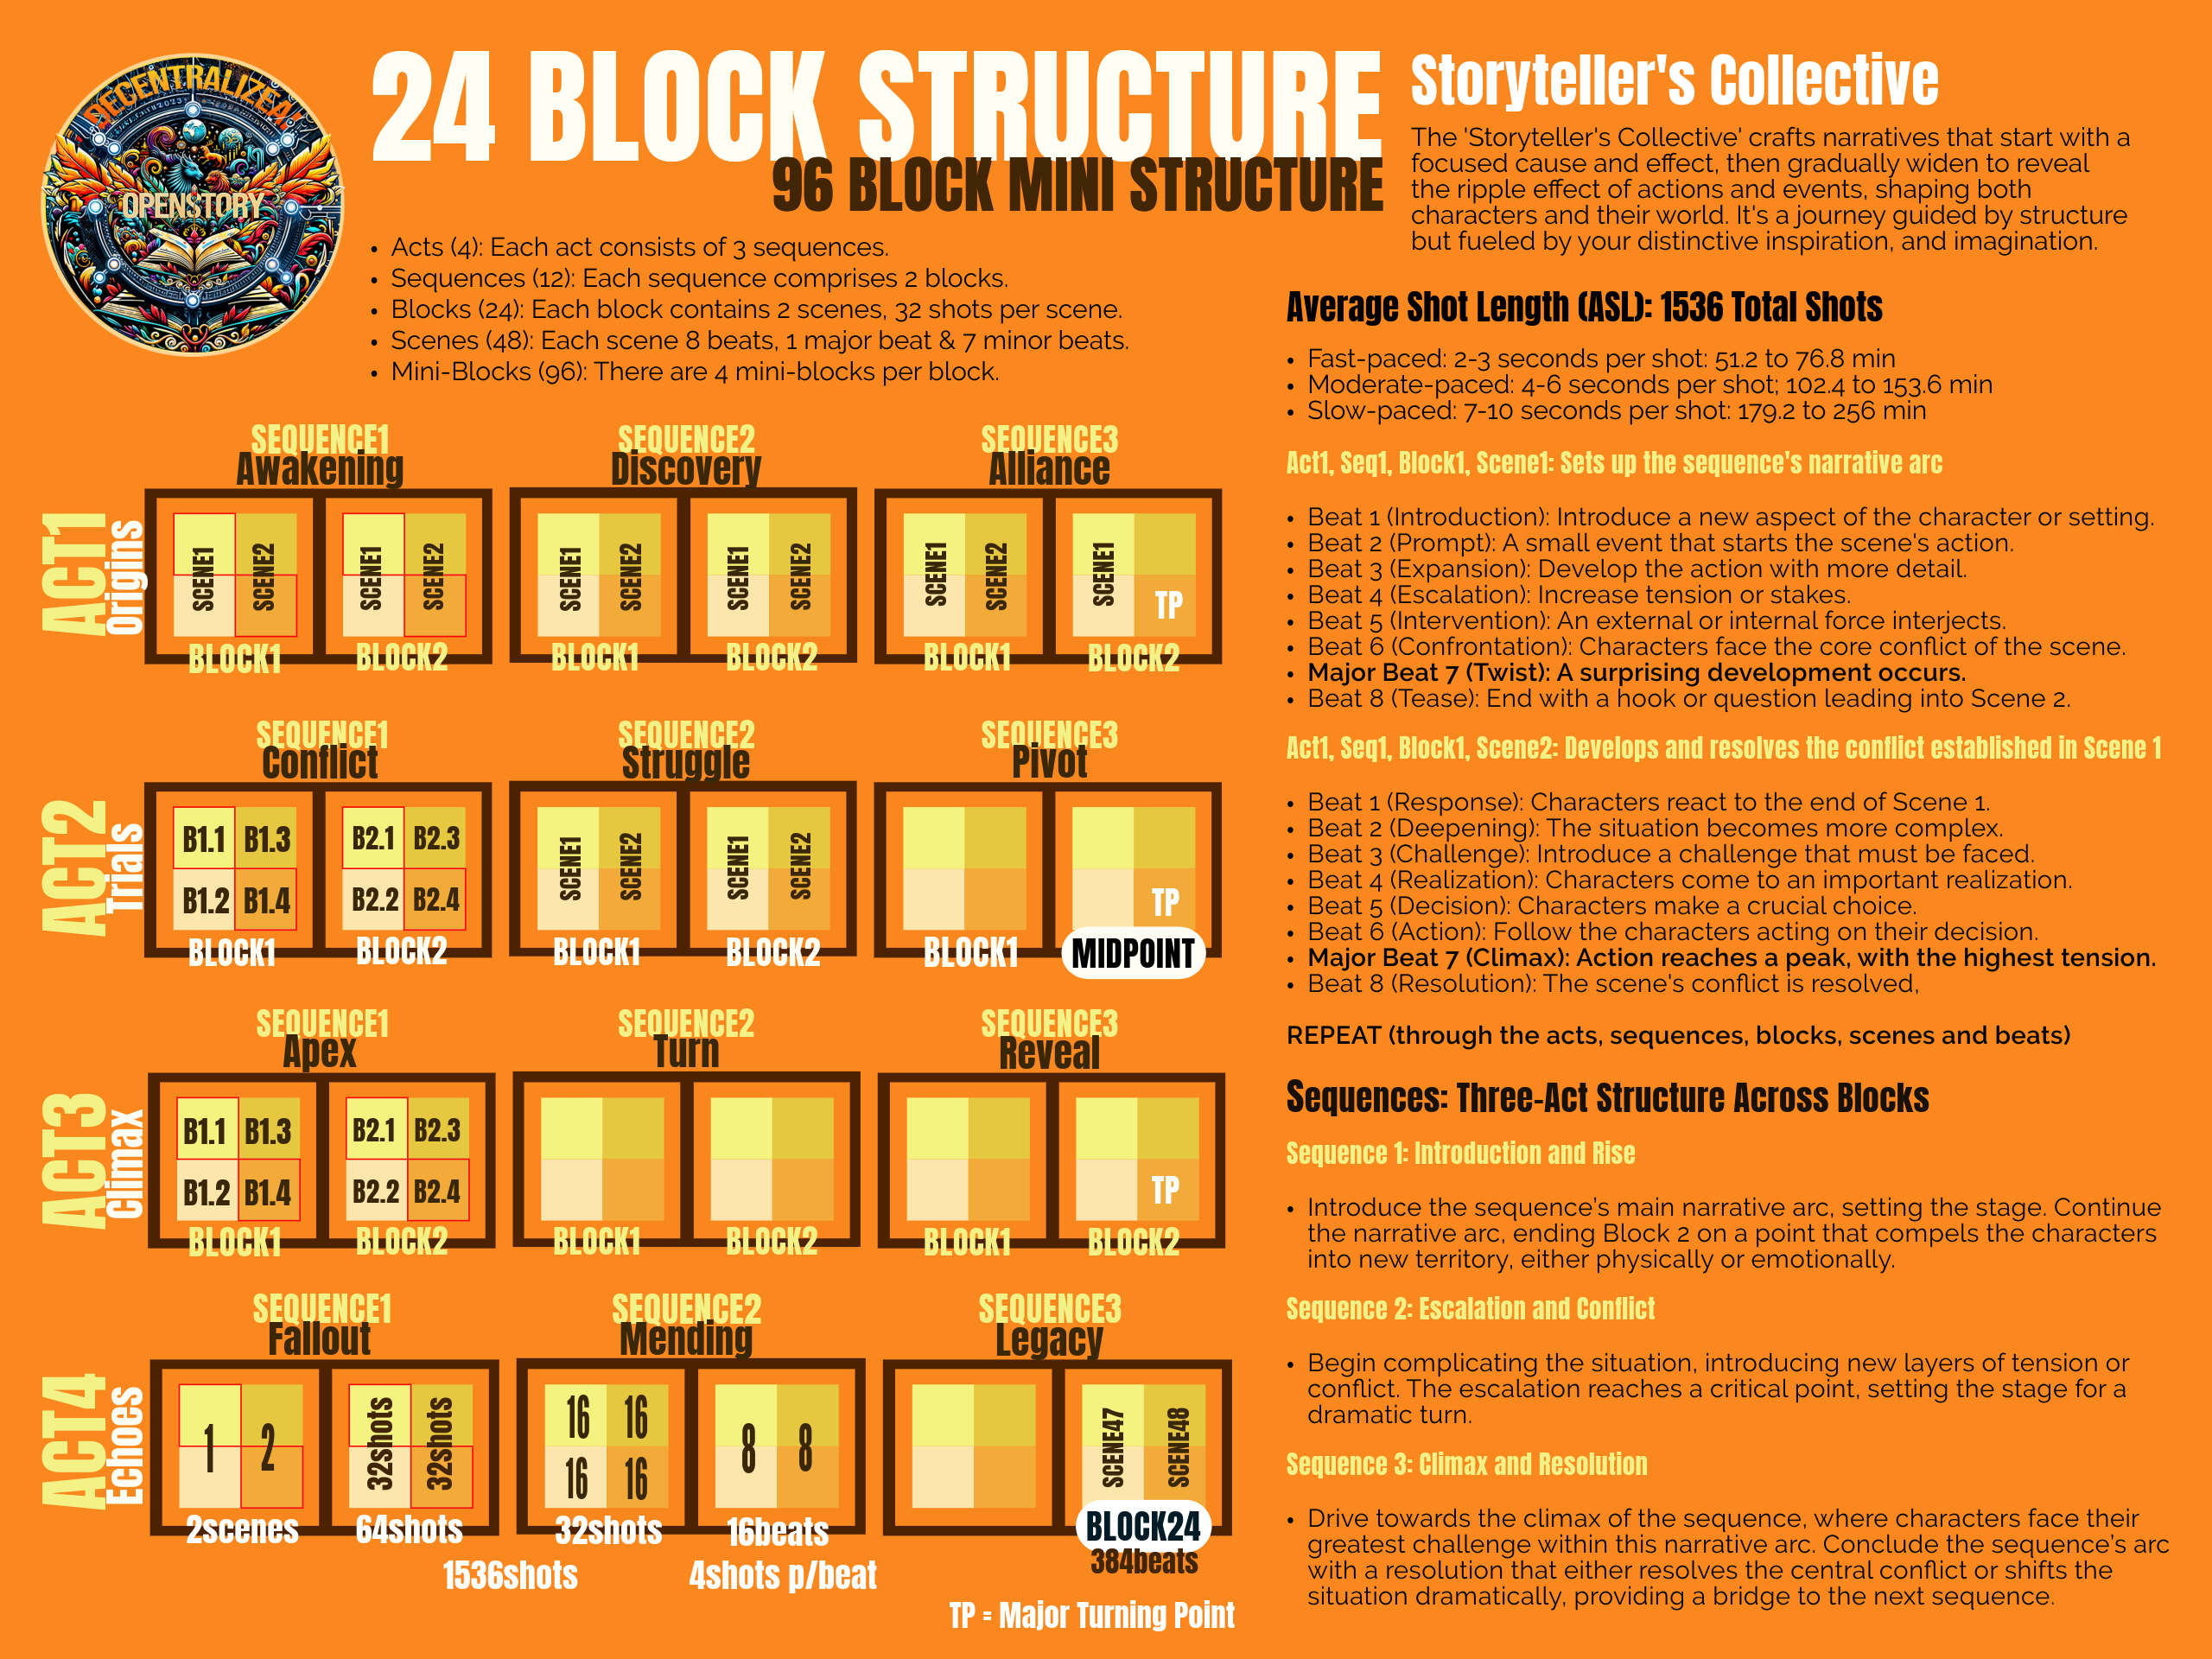 DECENTRALIZED
OPENSTORY
24 BLOCK STRUCTURE
96 BLOCK MINI STRUCTURE
• Acts (4): Each act consists of 3 sequences.
• Sequences (12): Each sequence comprises 2 blocks.
• Blocks (24): Each block contains 2 scenes, 32 shots per scene.
• Scenes (48): Each scene 8 beats, 1 major beat & 7 minor beats.
• Mini-Blocks (96): There are 4 mini-blocks per block.
ACT1
Origins
SEQUENCE1
Awakening
SCENE1 SCENE2
BLOCK1
SCENE1 SCENE2
BLOCK2
SEQUENCE2
Discovery
SCENE1 SCENE2
BLOCK1
SCENE1 SCENE2
BLOCK2
SEQUENCE3
Alliance
SCENE1 SCENE2
BLOCK1
SCENE1
TP
BLOCK2
ACT2
Trials
SEQUENCE1
Conflict
B1.1 B1.3
B1.2 B1.4
BLOCK1
B2.1 B2.3
B2.2 B2.4
BLOCK2
SEQUENCE2
Struggle
SCENE1 SCENE2
BLOCK1
SCENE1 SCENE2
BLOCK2
SEQUENCE3
Pivot
BLOCK1
TP
MIDPOINT
ACT3
Climax
SEQUENCE1
Apex
B1.1 B1.3
B1.2 B1.4
BLOCK1
B2.1 B2.3
B2.2 B2.4
BLOCK2
SEQUENCE2
Turn
BLOCK1
BLOCK2
SEQUENCE3
Reveal
BLOCK1
TP
BLOCK2
ACT4
Echoes
SEQUENCE1
Fallout
1 2
2scenes
32shots 32shots
64shots
SEQUENCE2
Mending
16 16
16 16
32shots
8 8
16beats
SEQUENCE3
Legacy
SCENE47 SCENE48
BLOCK24
384beats
1536shots
4shots p/beat
TP = Major Turning Point
Storyteller's Collective
The 'Storyteller's Collective' crafts narratives that start with a
focused cause and effect, then gradually widen to reveal
the ripple effect of actions and events, shaping both
characters and their world. It's a journey guided by structure
but fueled by your distinctive inspiration, and imagination.
Average Shot Length (ASL): 1536 Total Shots
• Fast-paced: 2-3 seconds per shot: 51.2 to 76.8 min
• Moderate-paced: 4-6 seconds per shot; 102.4 to 153.6 min
• Slow-paced: 7-10 seconds per shot: 179.2 to 256 min
Act1, Seq1, Block1, Scene1: Sets up the sequence's narrative arc
• Beat 1 (Introduction): Introduce a new aspect of the character or setting.
• Beat 2 (Prompt): A small event that starts the scene's action.
• Beat 3 (Expansion): Develop the action with more detail.
• Beat 4 (Escalation): Increase tension or stakes.
• Beat 5 (Intervention): An external or internal force interjects.
• Beat 6 (Confrontation): Characters face the core conflict of the scene.
• Major Beat 7 (Twist): A surprising development occurs.
• Beat 8 (Tease): End with a hook or question leading into Scene 2.
Act1, Seq1, Block1, Scene2: Develops and resolves the conflict established in Scene 1
• Beat 1 (Response): Characters react to the end of Scene 1.
• Beat 2 (Deepening): The situation becomes more complex.
• Beat 3 (Challenge): Introduce a challenge that must be faced.
• Beat 4 (Realization): Characters come to an important realization.
• Beat 5 (Decision): Characters make a crucial choice.
• Beat 6 (Action): Follow the characters acting on their decision.
• Major Beat 7 (Climax): Action reaches a peak, with the highest tension.
• Beat 8 (Resolution): The scene's conflict is resolved,
REPEAT (through the acts, sequences, blocks, scenes and beats)
Sequences: Three-Act Structure Across Blocks
Sequence 1: Introduction and Rise
• Introduce the sequence's main narrative arc, setting the stage. Continue
the narrative arc, ending Block 2 on a point that compels the characters
into new territory, either physically or emotionally.
Sequence 2: Escalation and Conflict
• Begin complicating the situation, introducing new layers of tension or
conflict. The escalation reaches a critical point, setting the stage for a
dramatic turn.
Sequence 3: Climax and Resolution
• Drive towards the climax of the sequence, where characters face their
greatest challenge within this narrative arc. Conclude the sequence's arc
with a resolution that either resolves the central conflict or shifts the
situation dramatically, providing a bridge to the next sequence.